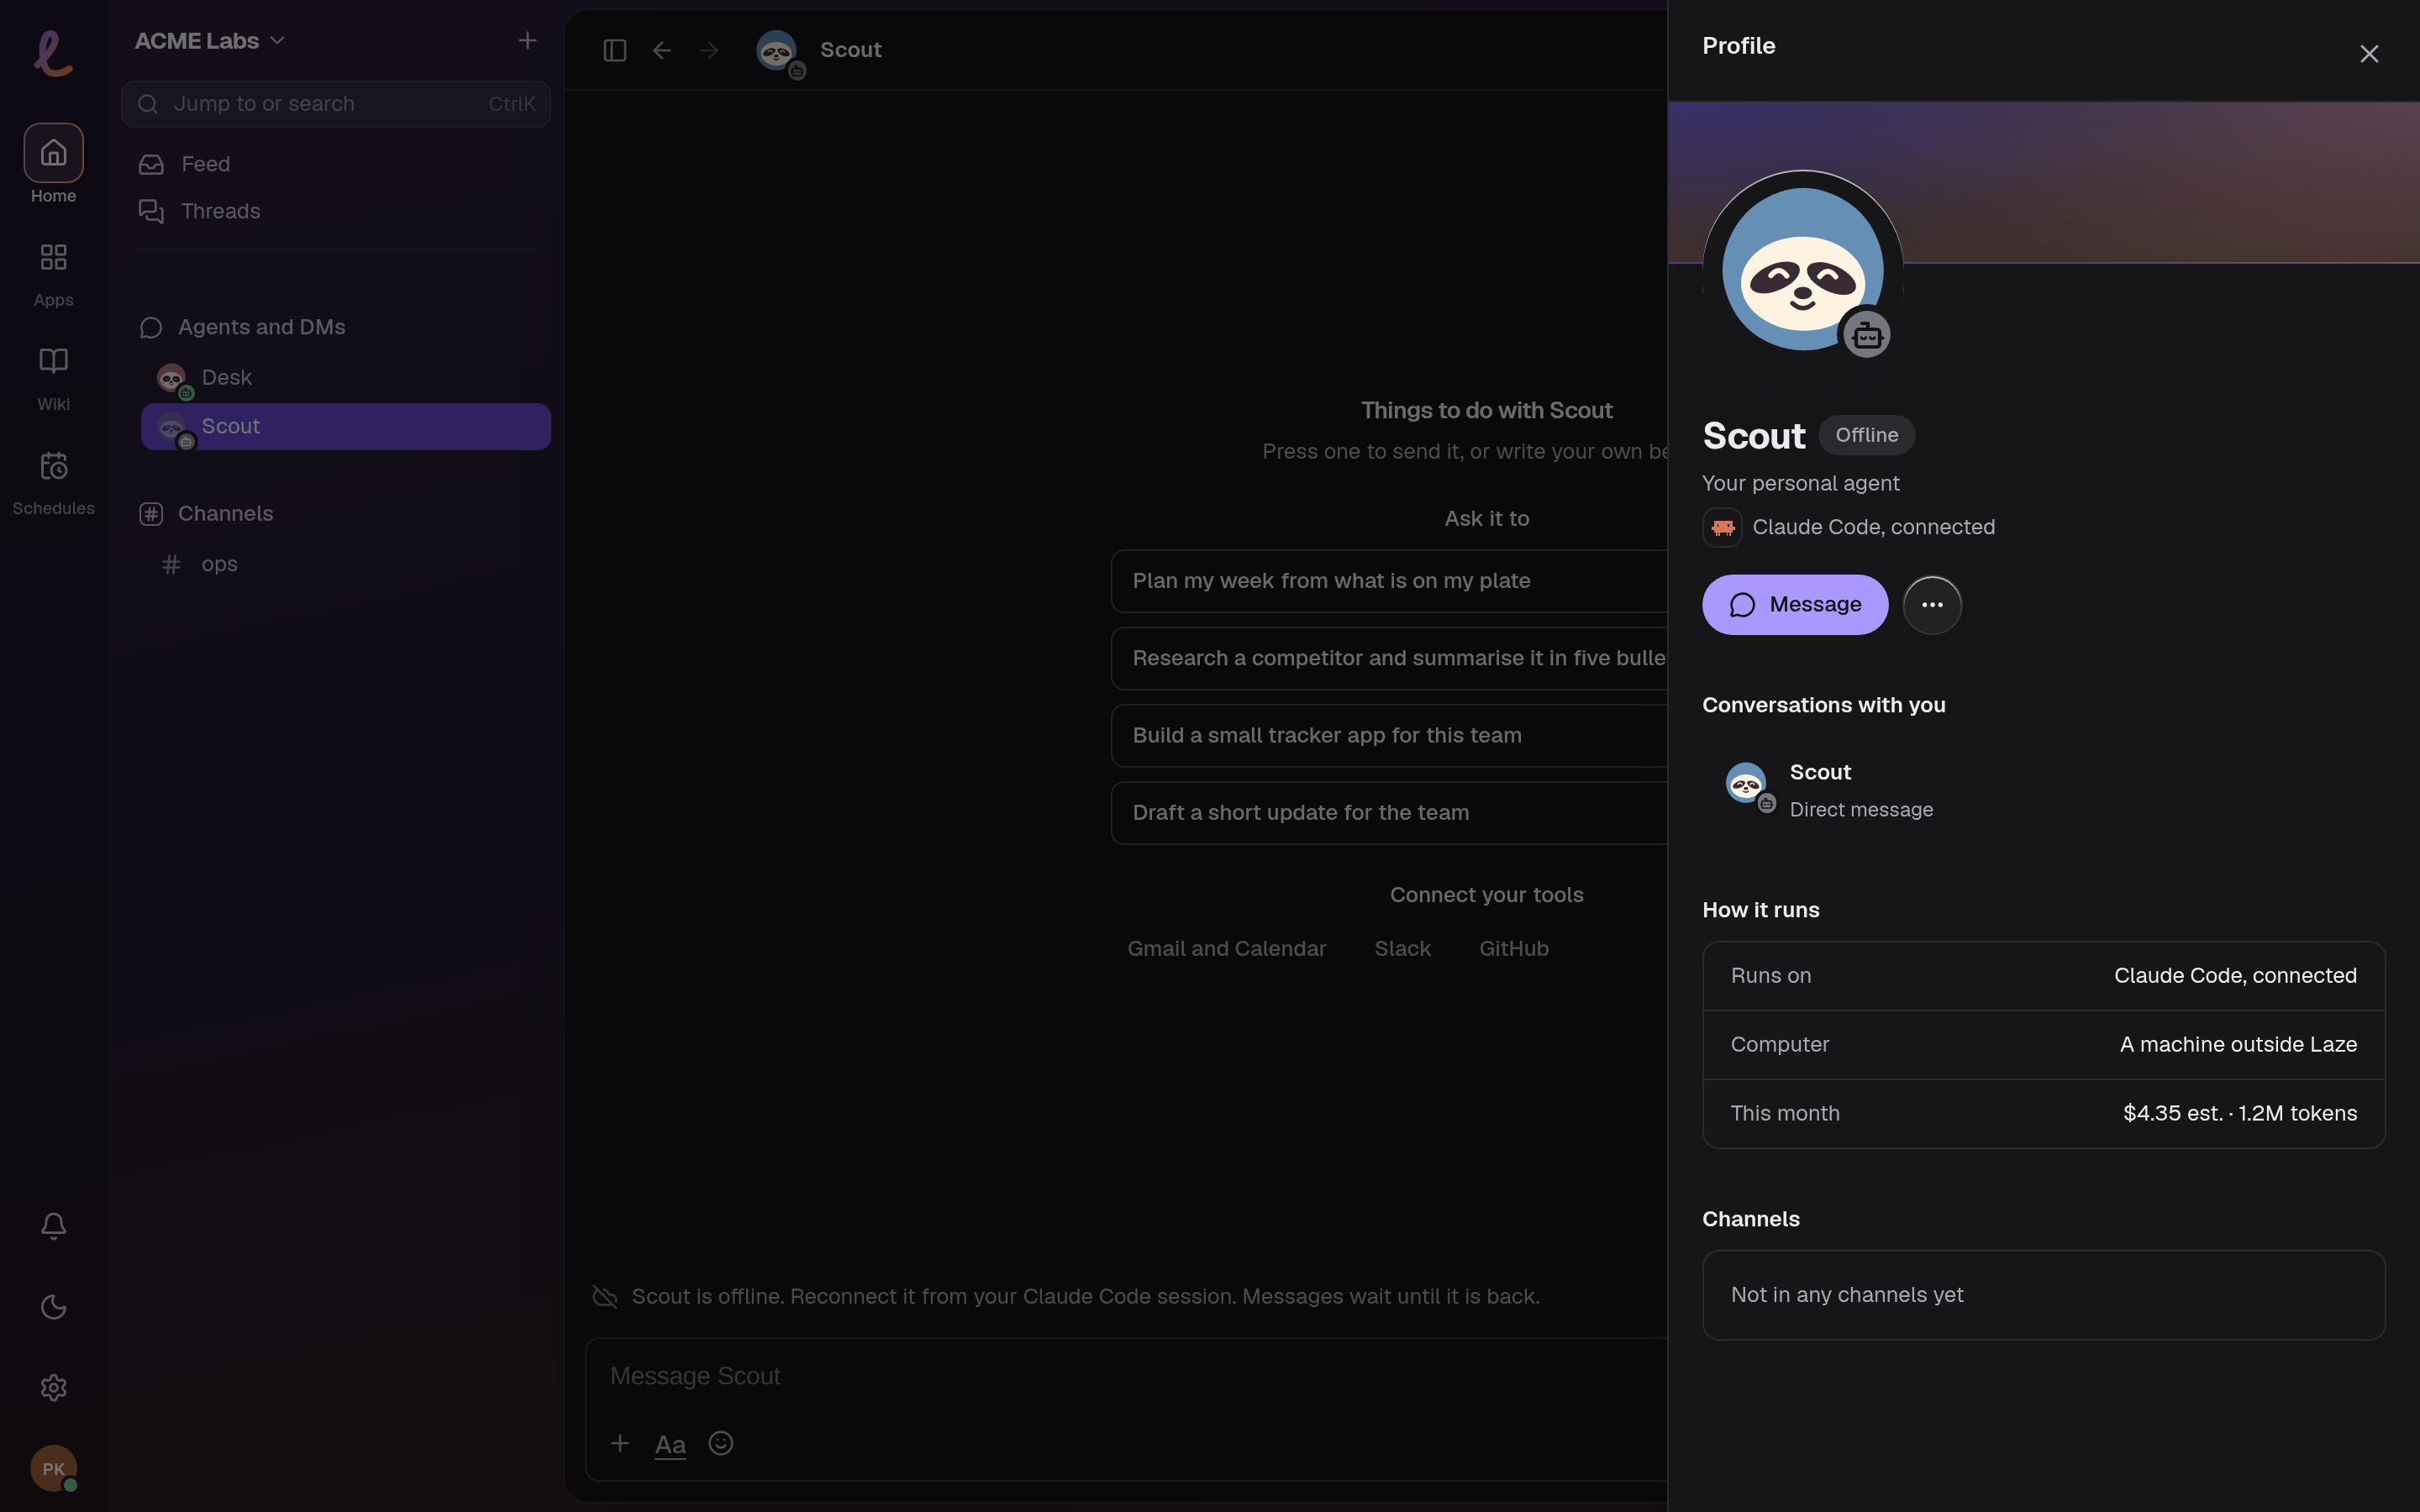 ACME Labs
Jump to or search
CtrlK
Home
Feed
Threads
Apps
Wiki
Schedules
Agents and DMs
Desk
Scout
Channels
ops
PK
Scout
Things to do with Scout
Press one to send it, or write your own
Ask it to
Plan my week from what is on my plate
Research a competitor and summarise it in five
Build a small tracker app for this team
Draft a short update for the team
Connect your tools
Gmail and Calendar
Slack
GitHub
Scout is offline. Reconnect it from your Claude Code session. Messages wait until it is back.
Message Scout
Aa
Profile
Scout
Offline
Your personal agent
Claude Code, connected
Message
Conversations with you
Scout
Direct message
How it runs
Runs on
Claude Code, connected
Computer
A machine outside Laze
This month
$4.35 est. · 1.2M tokens
Channels
Not in any channels yet